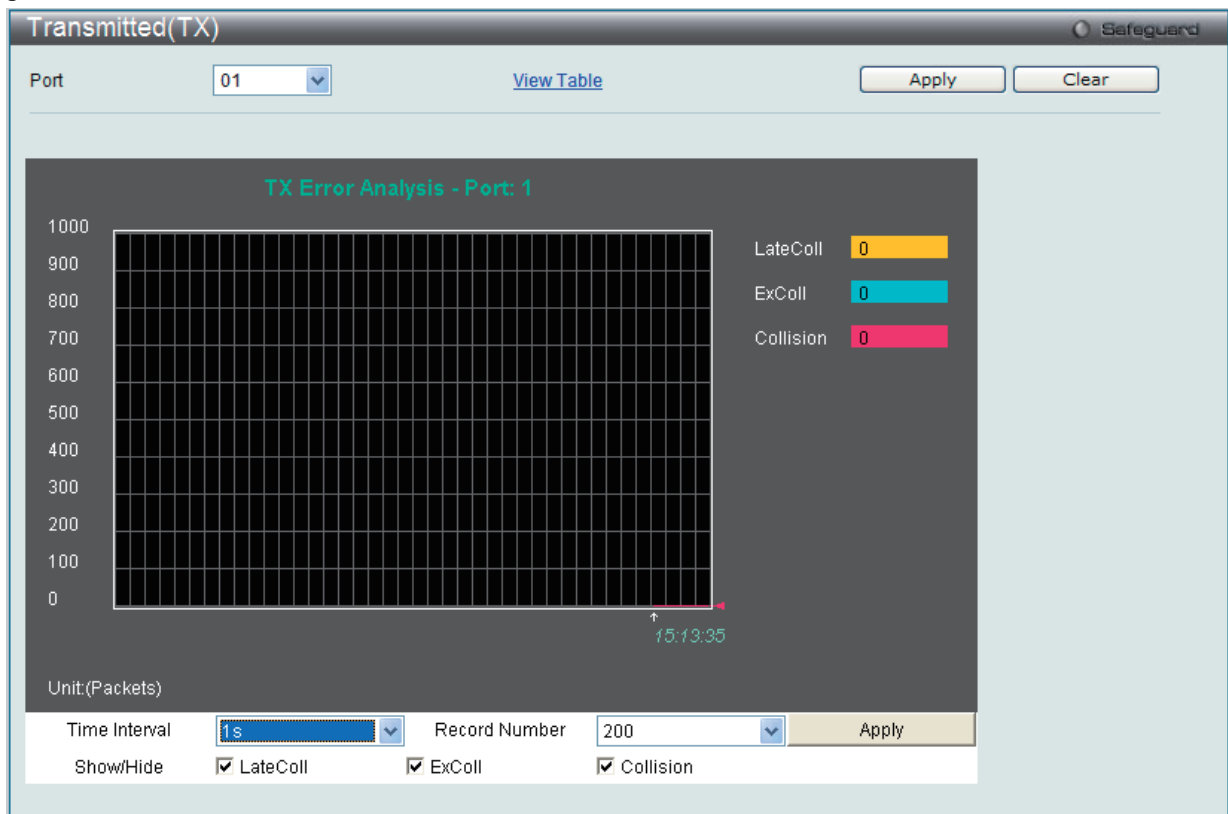 Transmitted(TX)
Safeguard
Port 01 View Table Apply Clear
TX Error Analysis - Port: 1
1000
900
800
700
600
500
400
300
200
100
0
LateColl 0
ExColl 0
Collision 0
15:13:35
Unit:(Packets)
Time Interval 1s Record Number 200 Apply
Show/Hide LateColl ExColl Collision